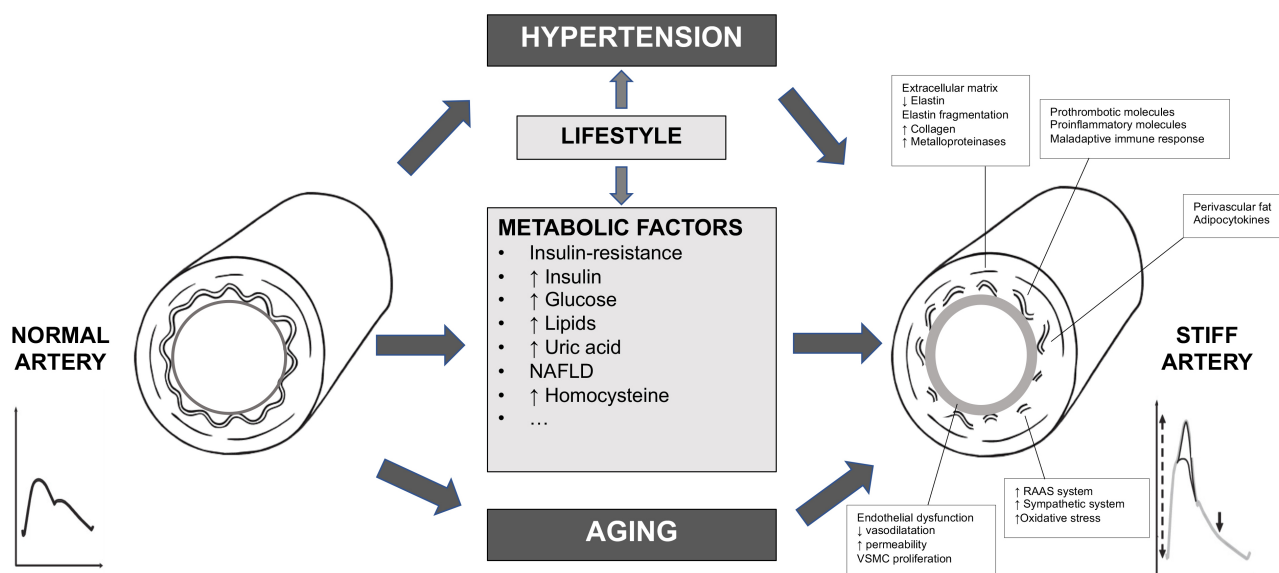 HYPERTENSION
LIFESTYLE
METABOLIC FACTORS
• Insulin-resistance
• ↑ Insulin
• ↑ Glucose
• ↑ Lipids
• ↑ Uric acid
• NAFLD
• ↑ Homocysteine
• …
AGING
NORMAL
ARTERY
Extracellular matrix
↓ Elastin
Elastin fragmentation
↑ Collagen
↑ Metalloproteinases
Prothrombotic molecules
Proinflammatory molecules
Maladaptive immune response
Perivascular fat
Adipocytokines
STIFF
ARTERY
↑ RAAS system
↑ Sympathetic system
↑Oxidative stress
Endothelial dysfunction
↓ vasodilatation
↑ permeability
VSMC proliferation